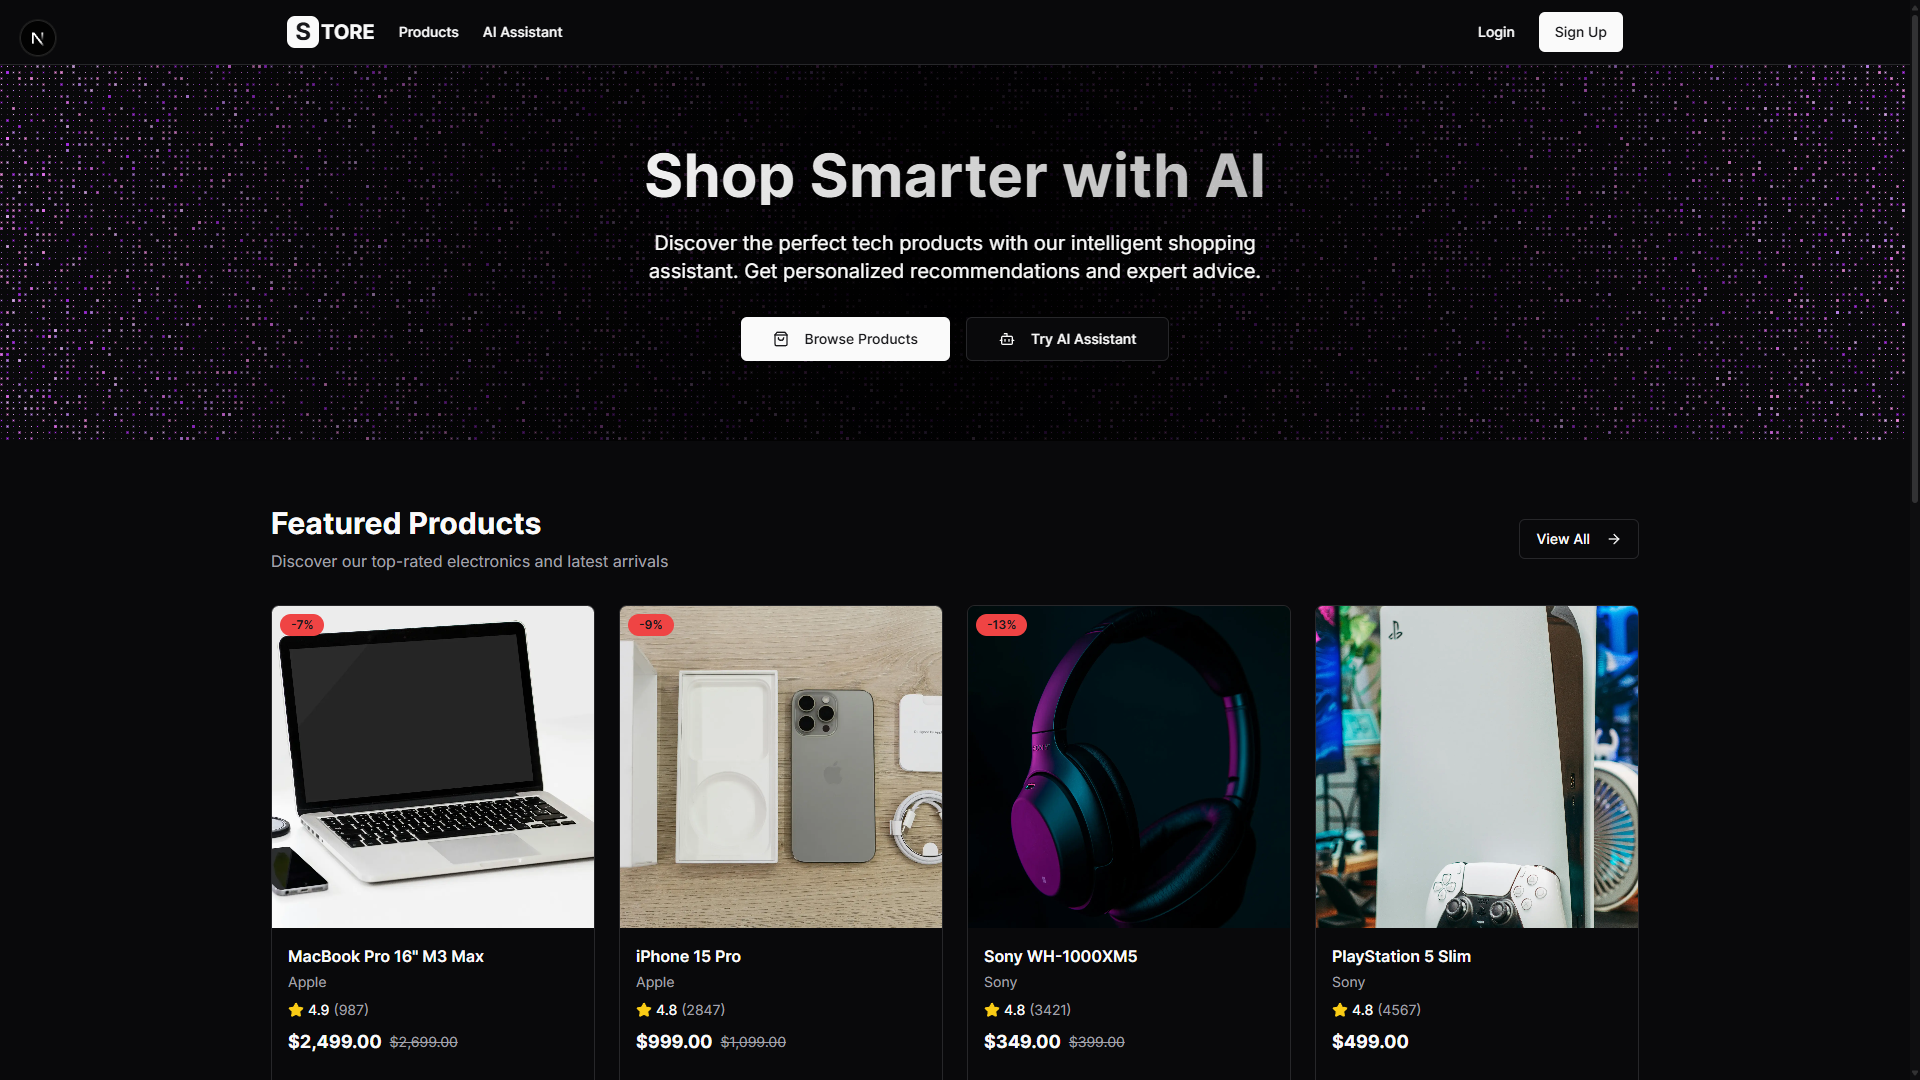 STORE
Products
AI Assistant
Login
Sign Up
Shop Smarter with AI
Discover the perfect tech products with our intelligent shopping
assistant. Get personalized recommendations and expert advice.
Browse Products
Try AI Assistant
Featured Products
Discover our top-rated electronics and latest arrivals
View All
-7%
-9%
-13%
MacBook Pro 16" M3 Max
Apple
4.9 (987)
$2,499.00 $2,699.00
iPhone 15 Pro
Apple
4.8 (2847)
$999.00 $1,099.00
Sony WH-1000XM5
Sony
4.8 (3421)
$349.00 $399.00
PlayStation 5 Slim
Sony
4.8 (4567)
$499.00